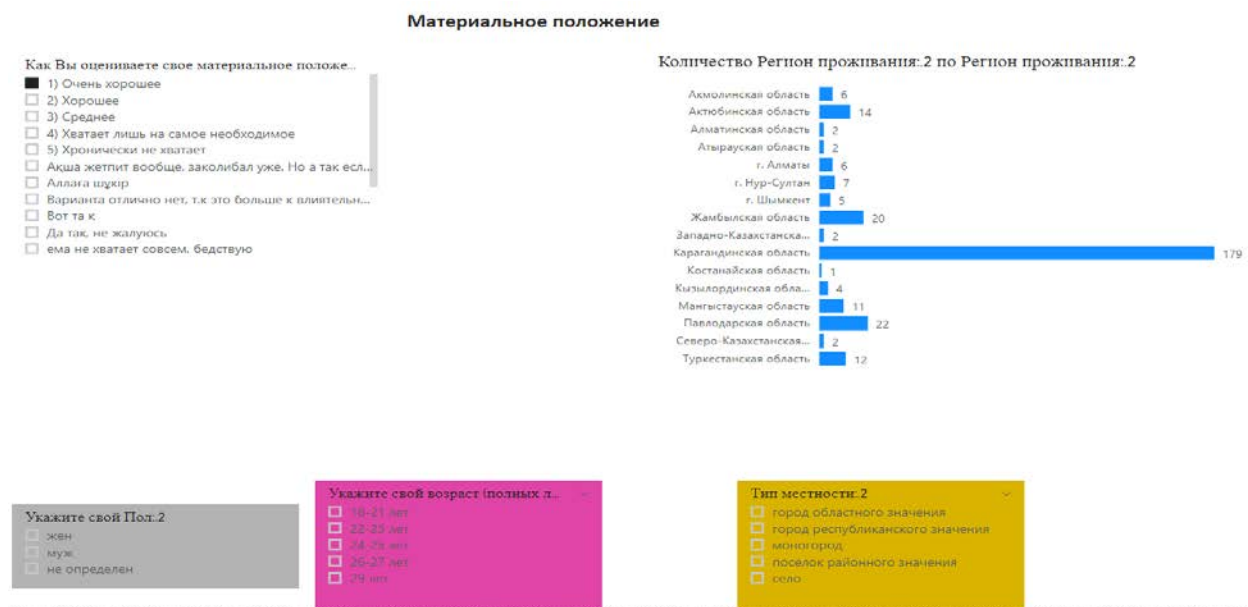 Материальное положение
Как Вы оцениваете свое материальное положе...
1) Очень хорошее
2) Хорошее
3) Среднее
4) Хватает лишь на самое необходимое
5) Хронически не хватает
Ақша жетпит вообще, заколибал уже. Но а так есл...
Аллаға шүкір
Варианта отлично нет, т.к это больше к влиятельн...
Вот та к
Да так, не жалуюсь
ема не хватает совсем, бедствую
Количество Регион проживания:.2 по Регион проживания:.2
Акмолинская область 6
Актюбинская область 14
Алматинская область 2
Атырауская область 2
г. Алматы 6
г. Нур-Султан 7
г. Шымкент 5
Жамбылская область 20
Западно-Казахстанска... 2
Карагандинская область 179
Костанайская область 1
Кызылординская обла... 4
Мангыстауская область 11
Павлодарская область 22
Северо-Казахстанская... 2
Туркестанская область 12
Укажите свой Пол:.2
жен
муж
не определен
Укажите свой возраст (полных л...
18-21 лет
22-23 лет
24-25 лет
26-27 лет
29 лет
Тип местности:.2
город областного значения
город республиканского значения
моногород
поселок районного значения
село